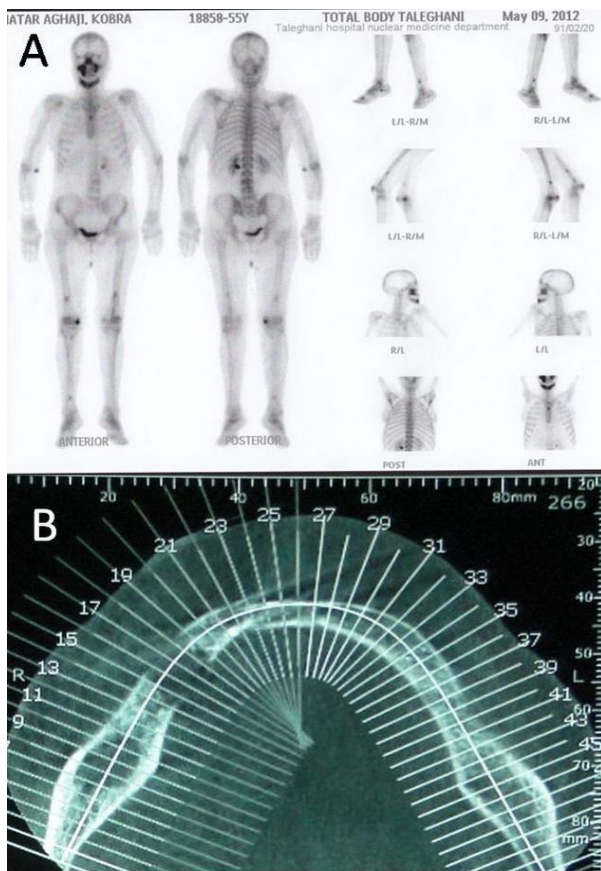 ATAR AGHAJI, KOBRA 18858-55Y TOTAL BODY TALEGHANI May 09, 2012
Taleghani hospital nuclear medicine department 91/02/20
A
L/L-R/M R/L-L/M
L/L-R/M R/L-L/M
R/L L/L
ANTERIOR POSTERIOR
POST ANT
B
20 40 60 80mm 266
20
30
40
50
60
70
80
mm
R
L
9
11
13
15
17
19
21
23
25
27
29
31
33
35
37
39
41
43
45